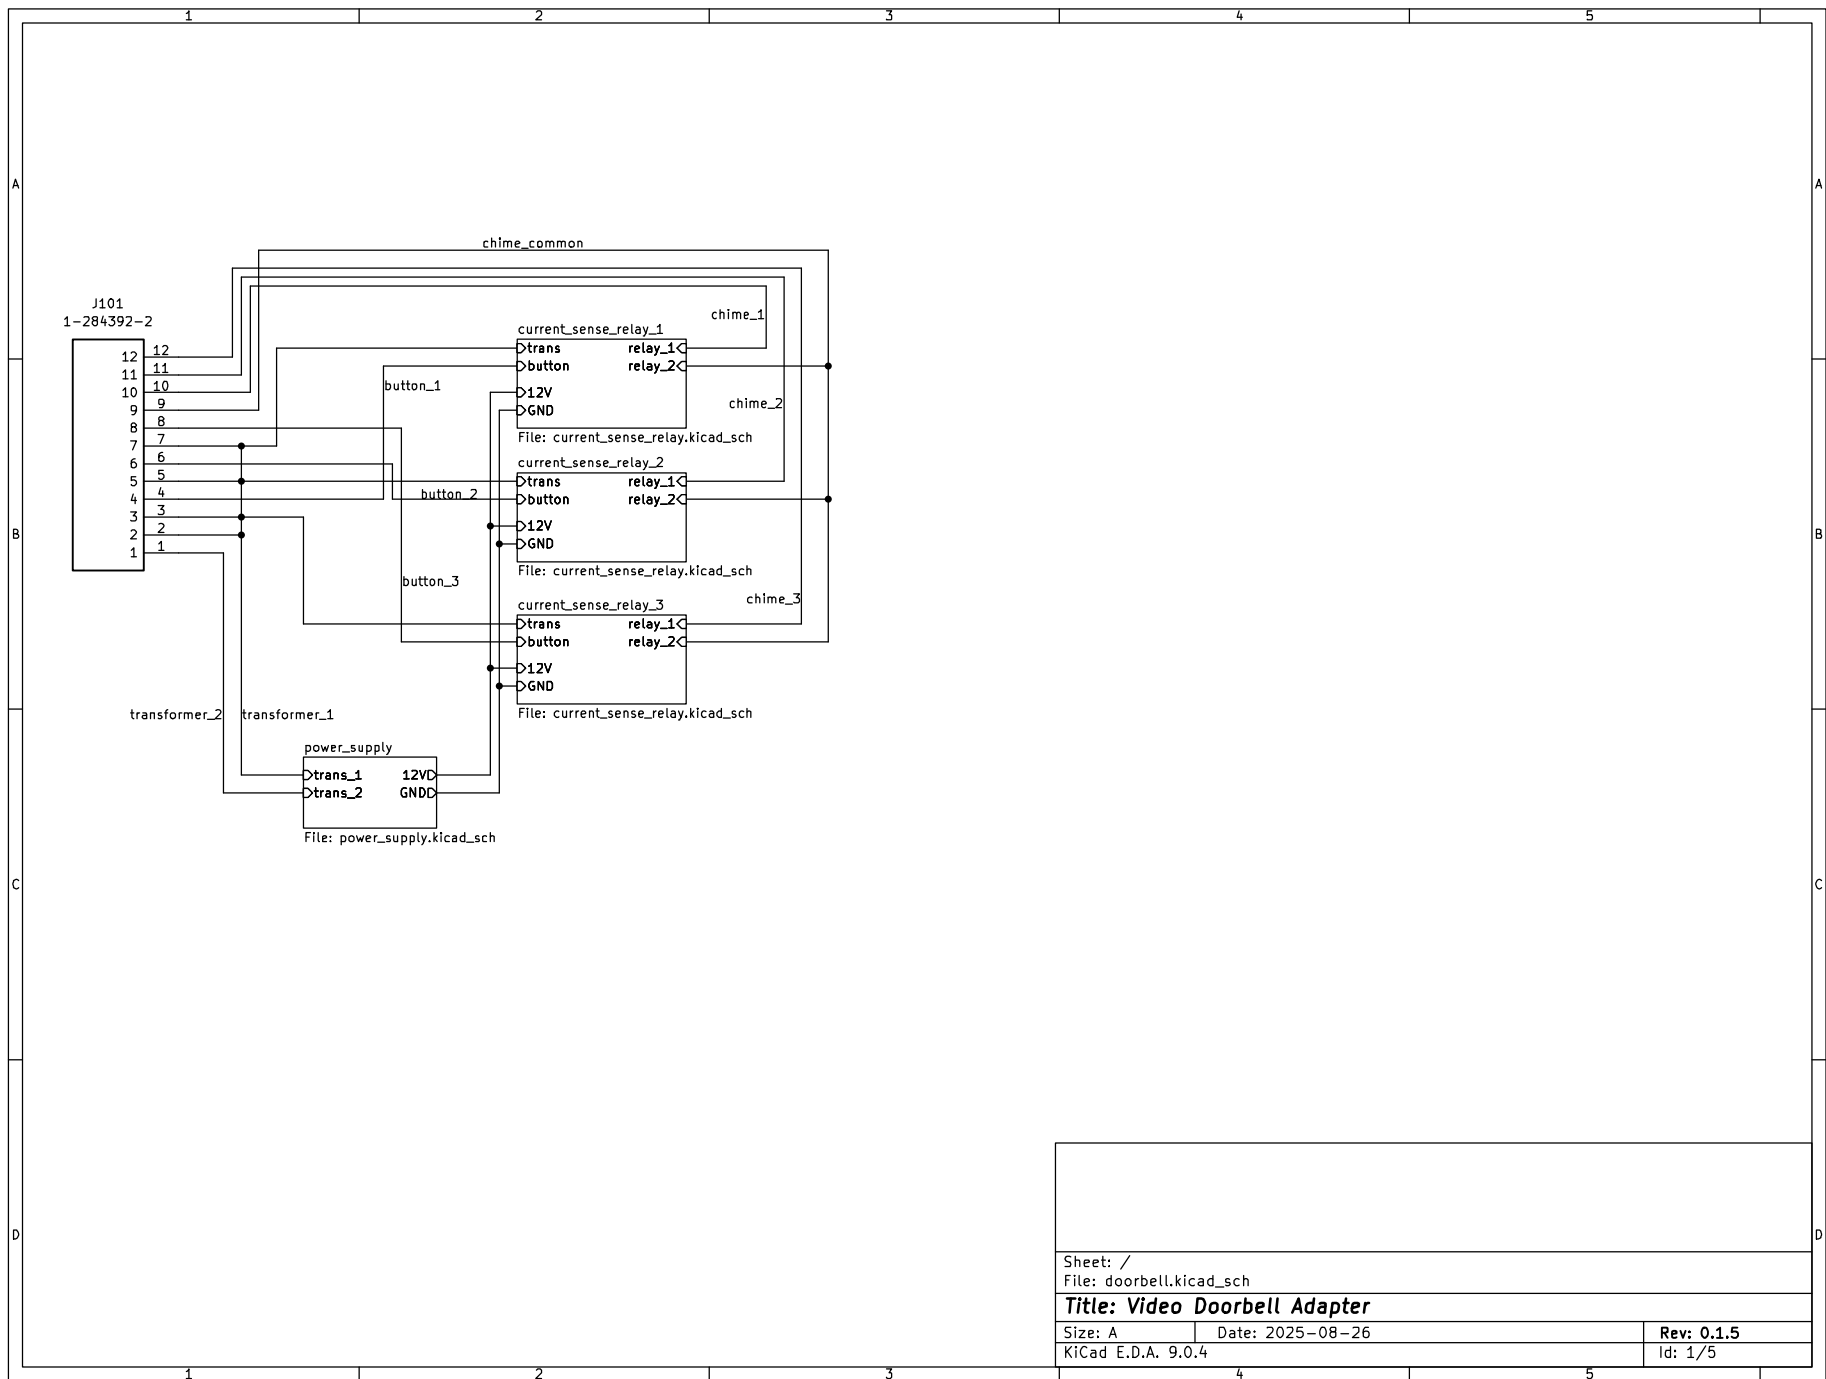 1 2 3 4 5
A A
chime_common
J101
1-284392-2
chime_1
current_sense_relay_1
trans relay_1
button relay_2
12V
GND
File: current_sense_relay.kicad_sch
12 12
11 11
10 10
9 9
8 8
7 7
6 6
5 5
4 4
3 3
2 2
1 1
button_1
chime_2
current_sense_relay_2
trans relay_1
button relay_2
12V
GND
File: current_sense_relay.kicad_sch
button_2
B B
button_3
chime_3
current_sense_relay_3
trans relay_1
button relay_2
12V
GND
File: current_sense_relay.kicad_sch
transformer_2 transformer_1
power_supply
trans_1 12V
trans_2 GND
File: power_supply.kicad_sch
C C
D D
Sheet: /
File: doorbell.kicad_sch
Title: Video Doorbell Adapter
Size: A Date: 2025-08-26 Rev: 0.1.5
KiCad E.D.A. 9.0.4 Id: 1/5
1 2 3 4 5